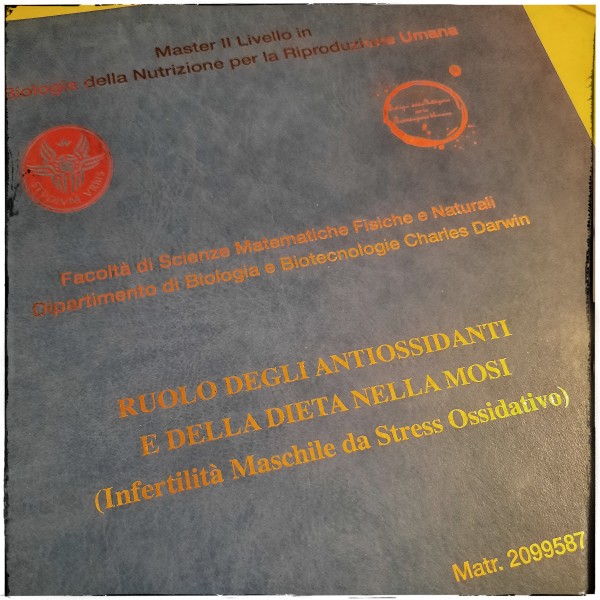 Master II Livello in
Biologia della Nutrizione per la Riproduzione Umana
Facoltà di Scienze Matematiche Fisiche e Naturali
Dipartimento di Biologia e Biotecnologie Charles Darwin
RUOLO DEGLI ANTIOSSIDANTI
E DELLA DIETA NELLA MOSI
(Infertilità Maschile da Stress Ossidativo)
Matr. 2099587